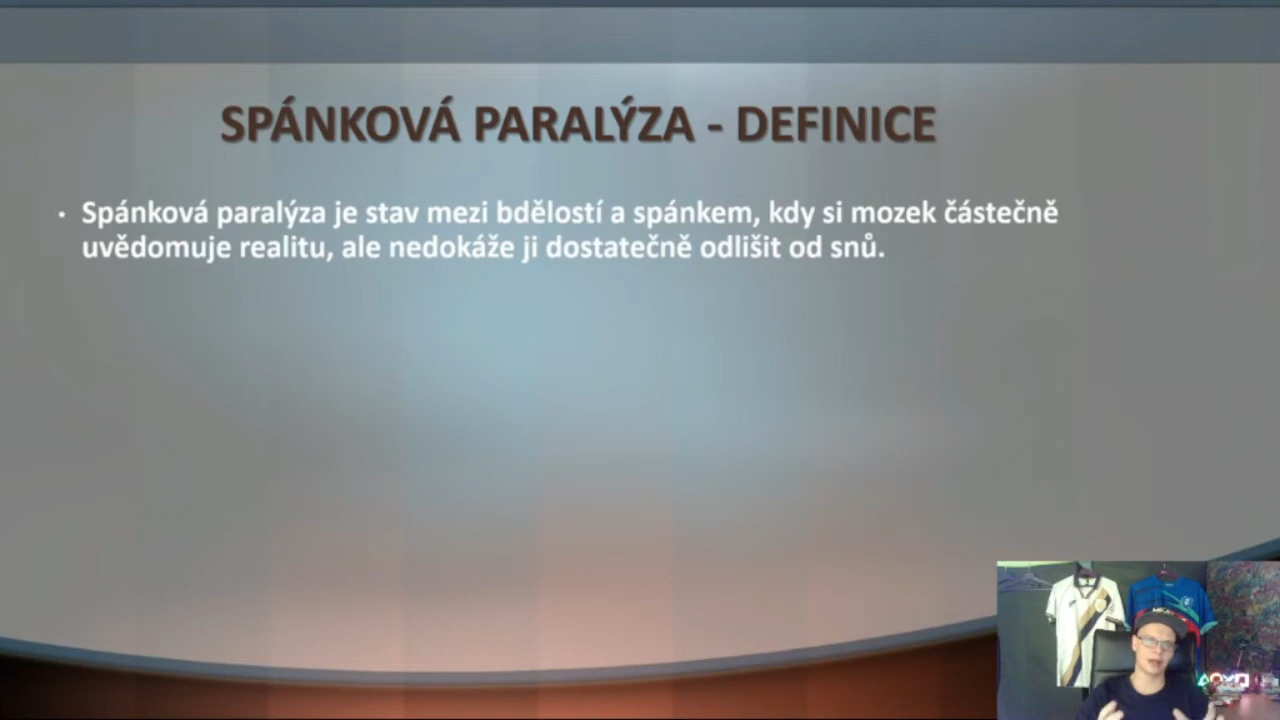 SPÁNKOVÁ PARALÝZA - DEFINICE
• Spánková paralýza je stav mezi bdělostí a spánkem, kdy si mozek částečně
uvědomuje realitu, ale nedokáže ji dostatečně odlišit od snů.